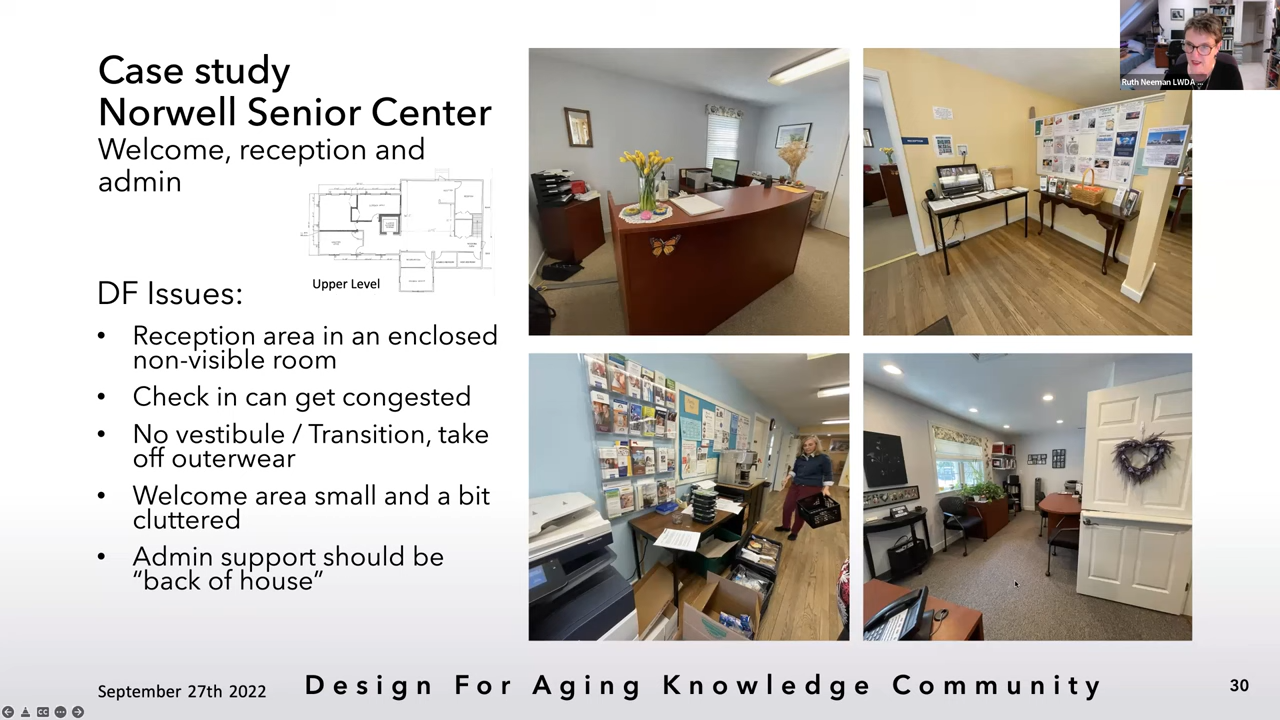 Case study
Norwell Senior Center
Welcome, reception and
admin
Upper Level
DF Issues:
• Reception area in an enclosed
non-visible room
• Check in can get congested
• No vestibule / Transition, take
off outerwear
• Welcome area small and a bit
cluttered
• Admin support should be
“back of house”
Ruth Neeman LWDA ...
September 27th 2022
Design For Aging Knowledge Community
30